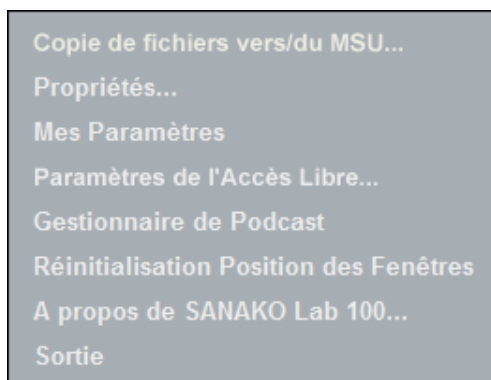 Copie de fichiers vers/du MSU...
Propriétés...
Mes Paramètres
Paramètres de l'Accès Libre...
Gestionnaire de Podcast
Réinitialisation Position des Fenêtres
A propos de SANAKO Lab 100...
Sortie